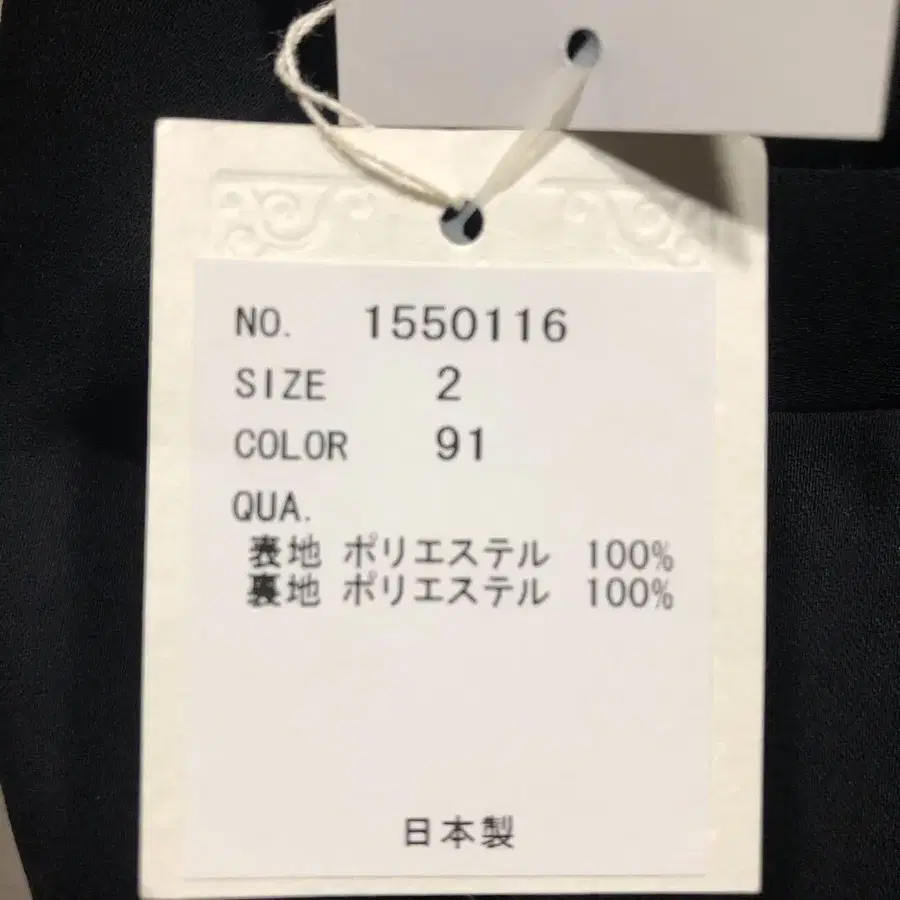 NO. 1550116
SIZE 2
COLOR 91
QUA.
表地 ポリエステル 100%
裏地 ポリエステル 100%
日本製